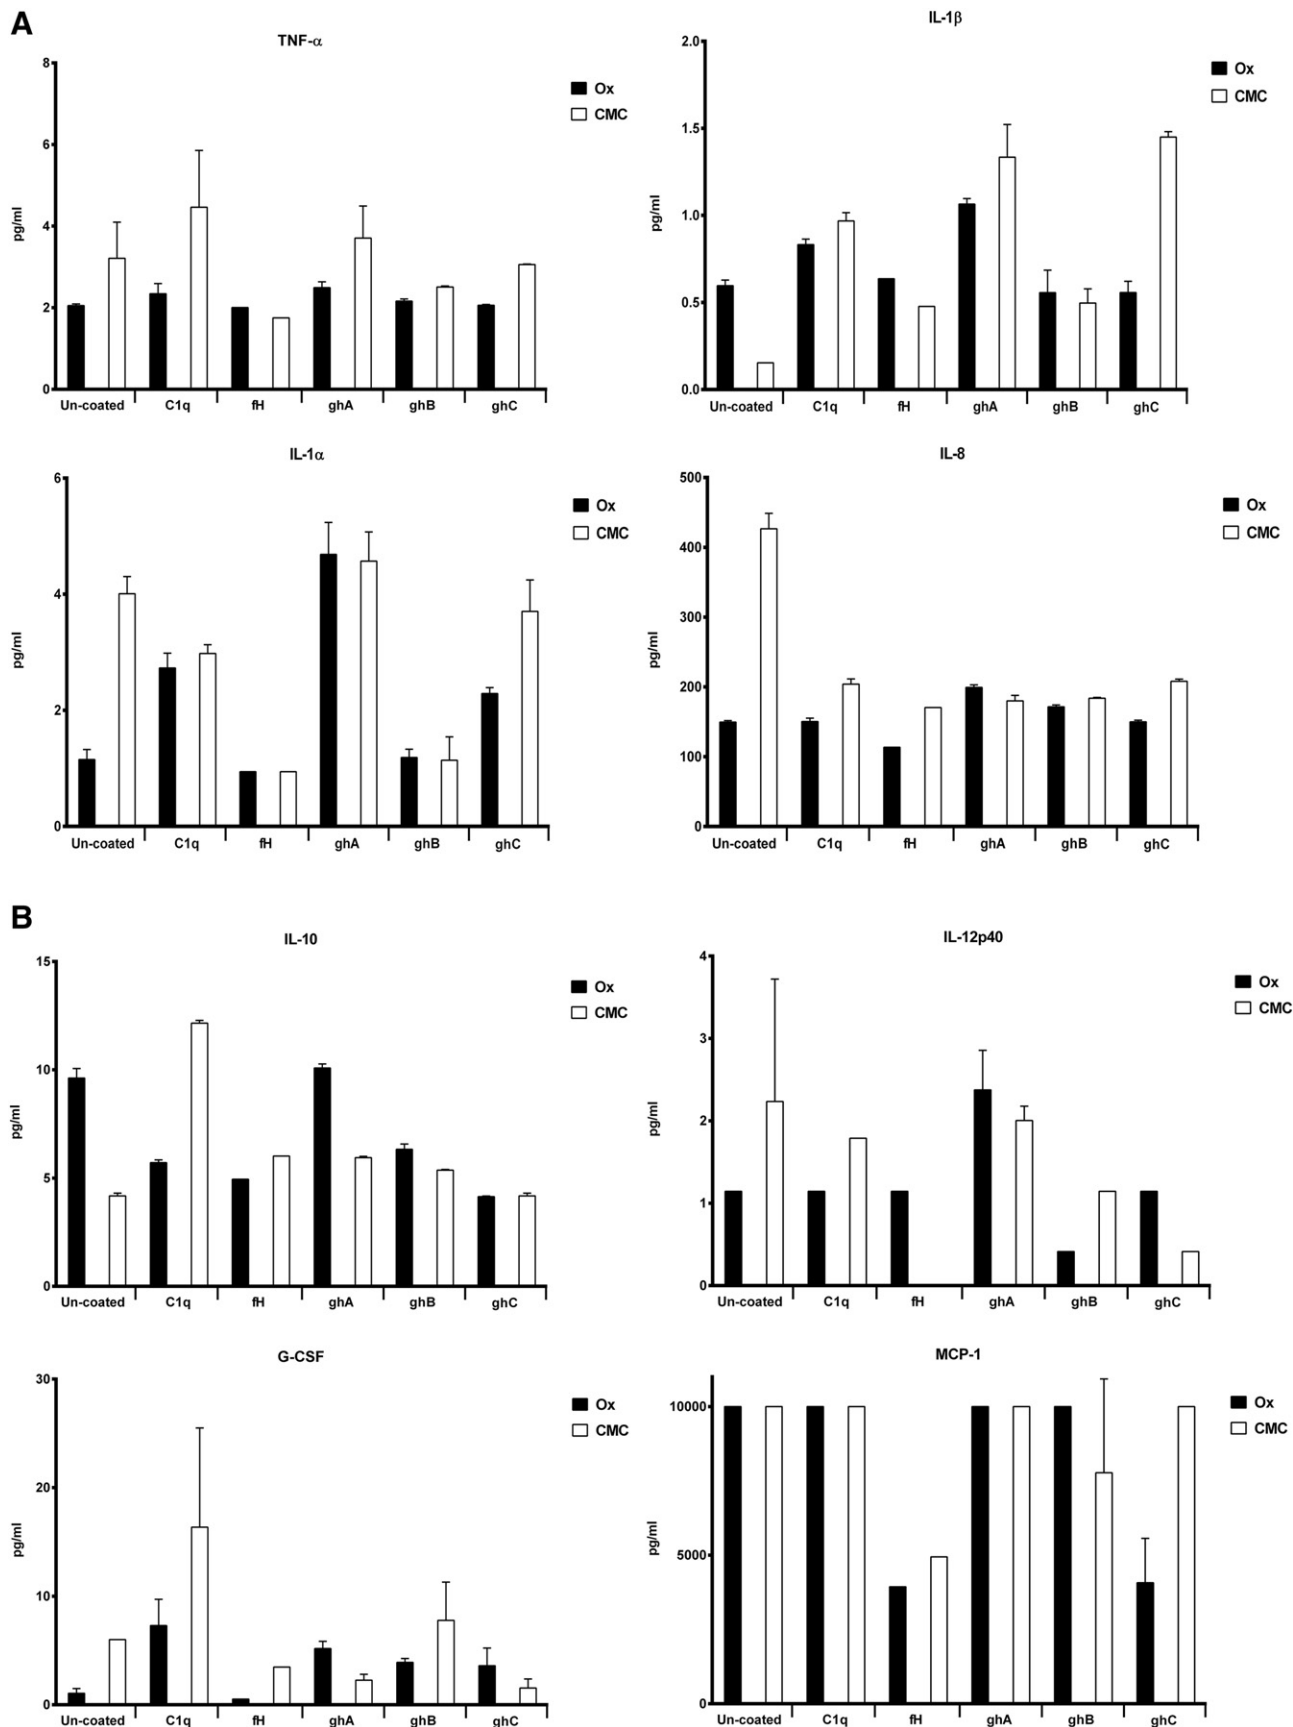 A
TNF-α
8
6
4
2
0
pg/ml
Ox
CMC
Un-coated C1q fH ghA ghB ghC
IL-1β
2.0
1.5
1.0
0.5
0.0
pg/ml
Ox
CMC
Un-coated C1q fH ghA ghB ghC
IL-1α
6
4
2
0
pg/ml
Ox
CMC
Un-coated C1q fH ghA ghB ghC
IL-8
500
400
300
200
100
0
pg/ml
Ox
CMC
Un-coated C1q fH ghA ghB ghC
B
IL-10
15
10
5
0
pg/ml
Ox
CMC
Un-coated C1q fH ghA ghB ghC
IL-12p40
4
3
2
1
0
pg/ml
Ox
CMC
Un-coated C1q fH ghA ghB ghC
G-CSF
30
20
10
0
pg/ml
Ox
CMC
Un-coated C1q fH ghA ghB ghC
MCP-1
10000
5000
0
pg/ml
Ox
CMC
Un-coated C1q fH ghA ghB ghC